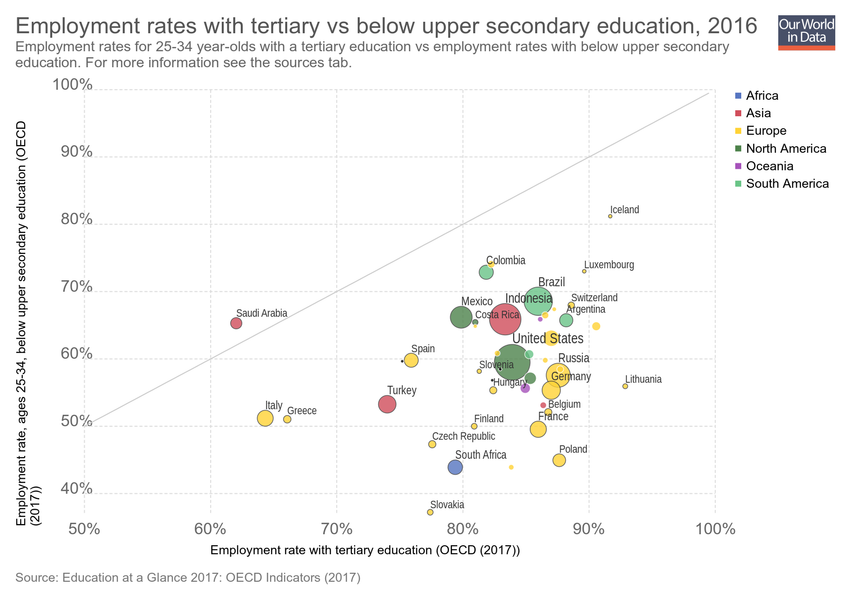 Employment rates with tertiary vs below upper secondary education, 2016
Our World
in Data
Employment rates for 25-34 year-olds with a tertiary education vs employment rates with below upper secondary
education. For more information see the sources tab.
100%
90%
80%
70%
60%
50%
40%
Employment rate, ages 25-34, below upper secondary education (OECD
(2017))
Africa
Asia
Europe
North America
Oceania
South America
Iceland
Colombia
Luxembourg
Brazil
Indonesia
Switzerland
Mexico
Argentina
Saudi Arabia
Costa Rica
United States
Spain
Russia
Slovenia
Germany
Lithuania
Hungary
Turkey
Italy
Greece
Belgium
Finland
France
Czech Republic
Poland
South Africa
Slovakia
50%
60%
70%
80%
90%
100%
Employment rate with tertiary education (OECD (2017))
Source: Education at a Glance 2017: OECD Indicators (2017)